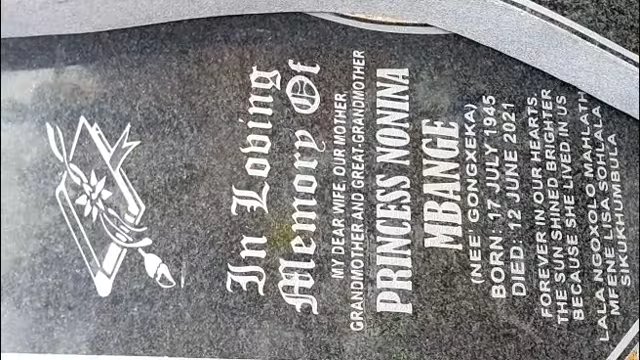 In Loving
Memory Of
MY DEAR WIFE, OUR MOTHER,
GRANDMOTHER AND GREAT-GRANDMOTHER
PRINCESS NONINA
MBANGE
(NEE' GONGXEKA)
BORN: 17 JULY 1945
DIED: 12 JUNE 2021
FOREVER IN OUR HEARTS.
THE SUN SHINED BRIGHTER
BECAUSE SHE LIVED IN US
LALA NGOXOLO MAHLATH
MFENE LISA SOHLALA
SIKUKHUMBULA